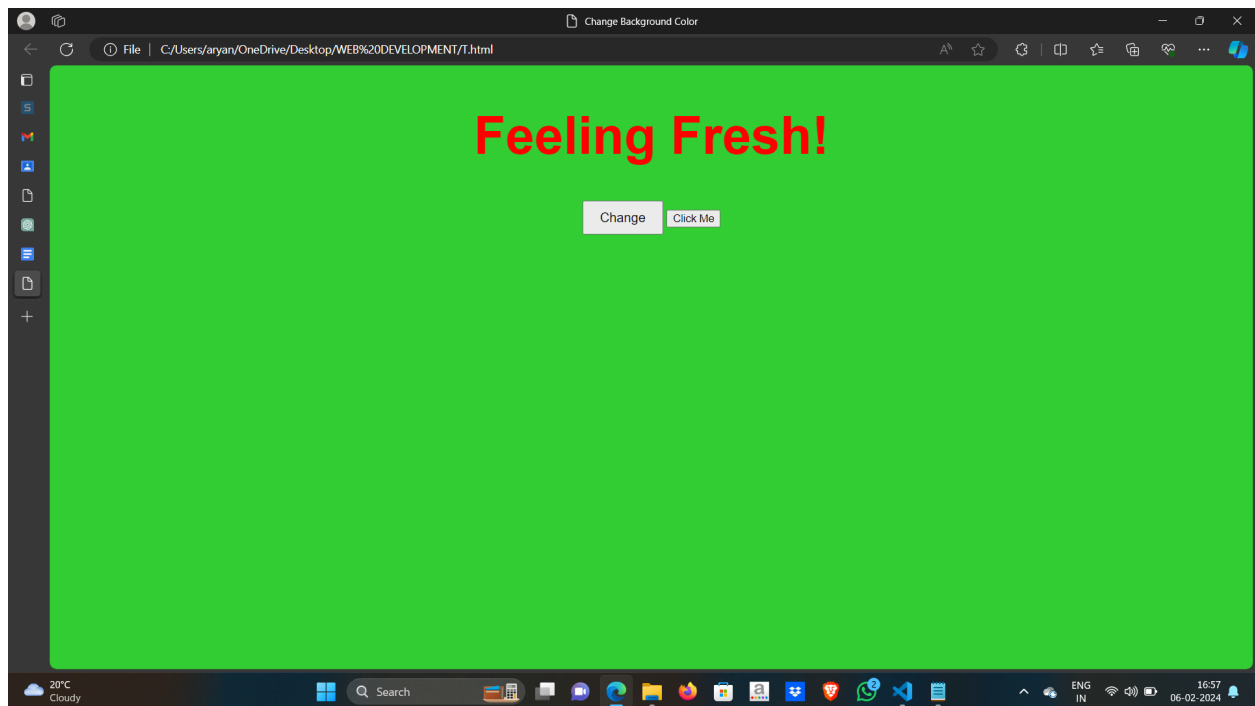 Change Background Color
File | C:/Users/aryan/OneDrive/Desktop/WEB%20DEVELOPMENT/T.html
Feeling Fresh!
Change Click Me
20°C
Cloudy
Search
2
ENG
IN
16:57
06-02-2024